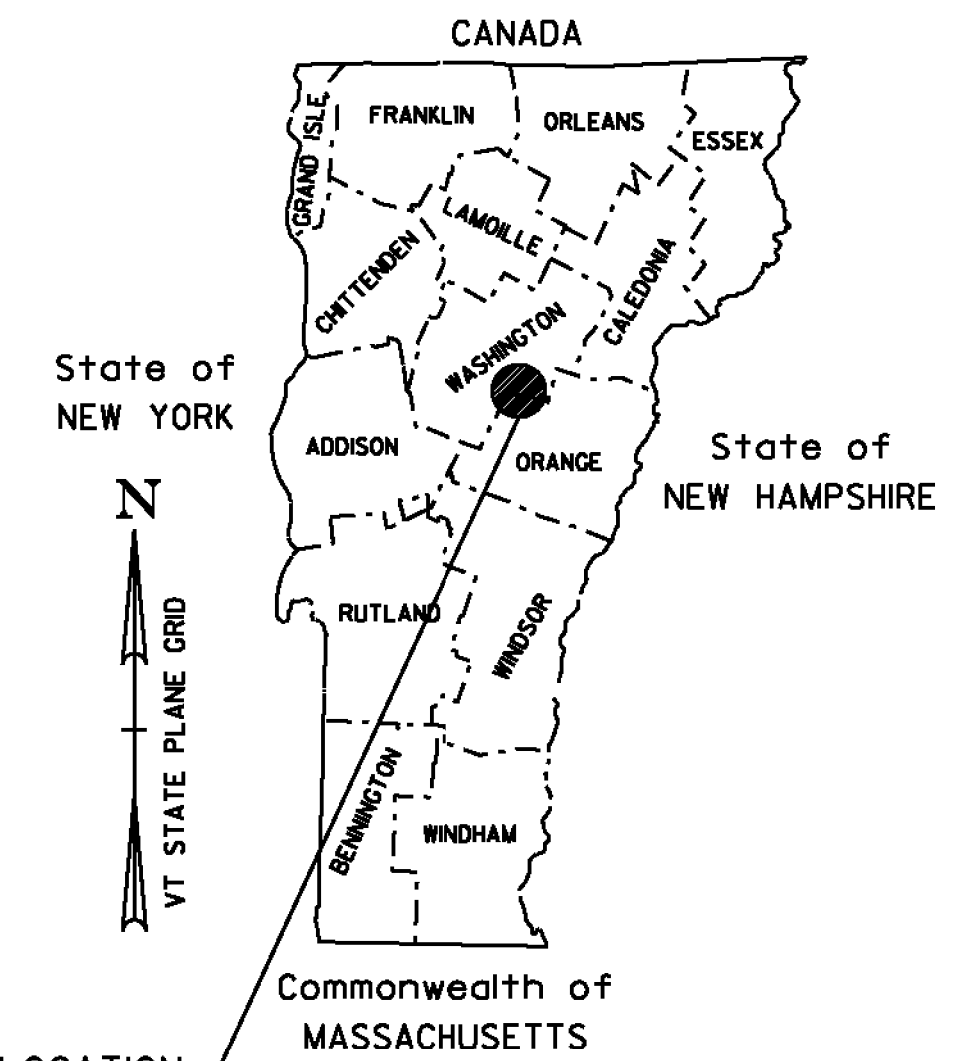 CANADA
FRANKLIN
ORLEANS
ESSEX
GRAND ISLE
LAMOILLE
CHITTENDEN
CALEDONIA
WASHINGTON
State of
NEW YORK
ADDISON
ORANGE
State of
NEW HAMPSHIRE
N
VT STATE PLANE GRID
RUTLAND
WINDSOR
BENNINGTON
WINDHAM
Commonwealth of
MASSACHUSETTS